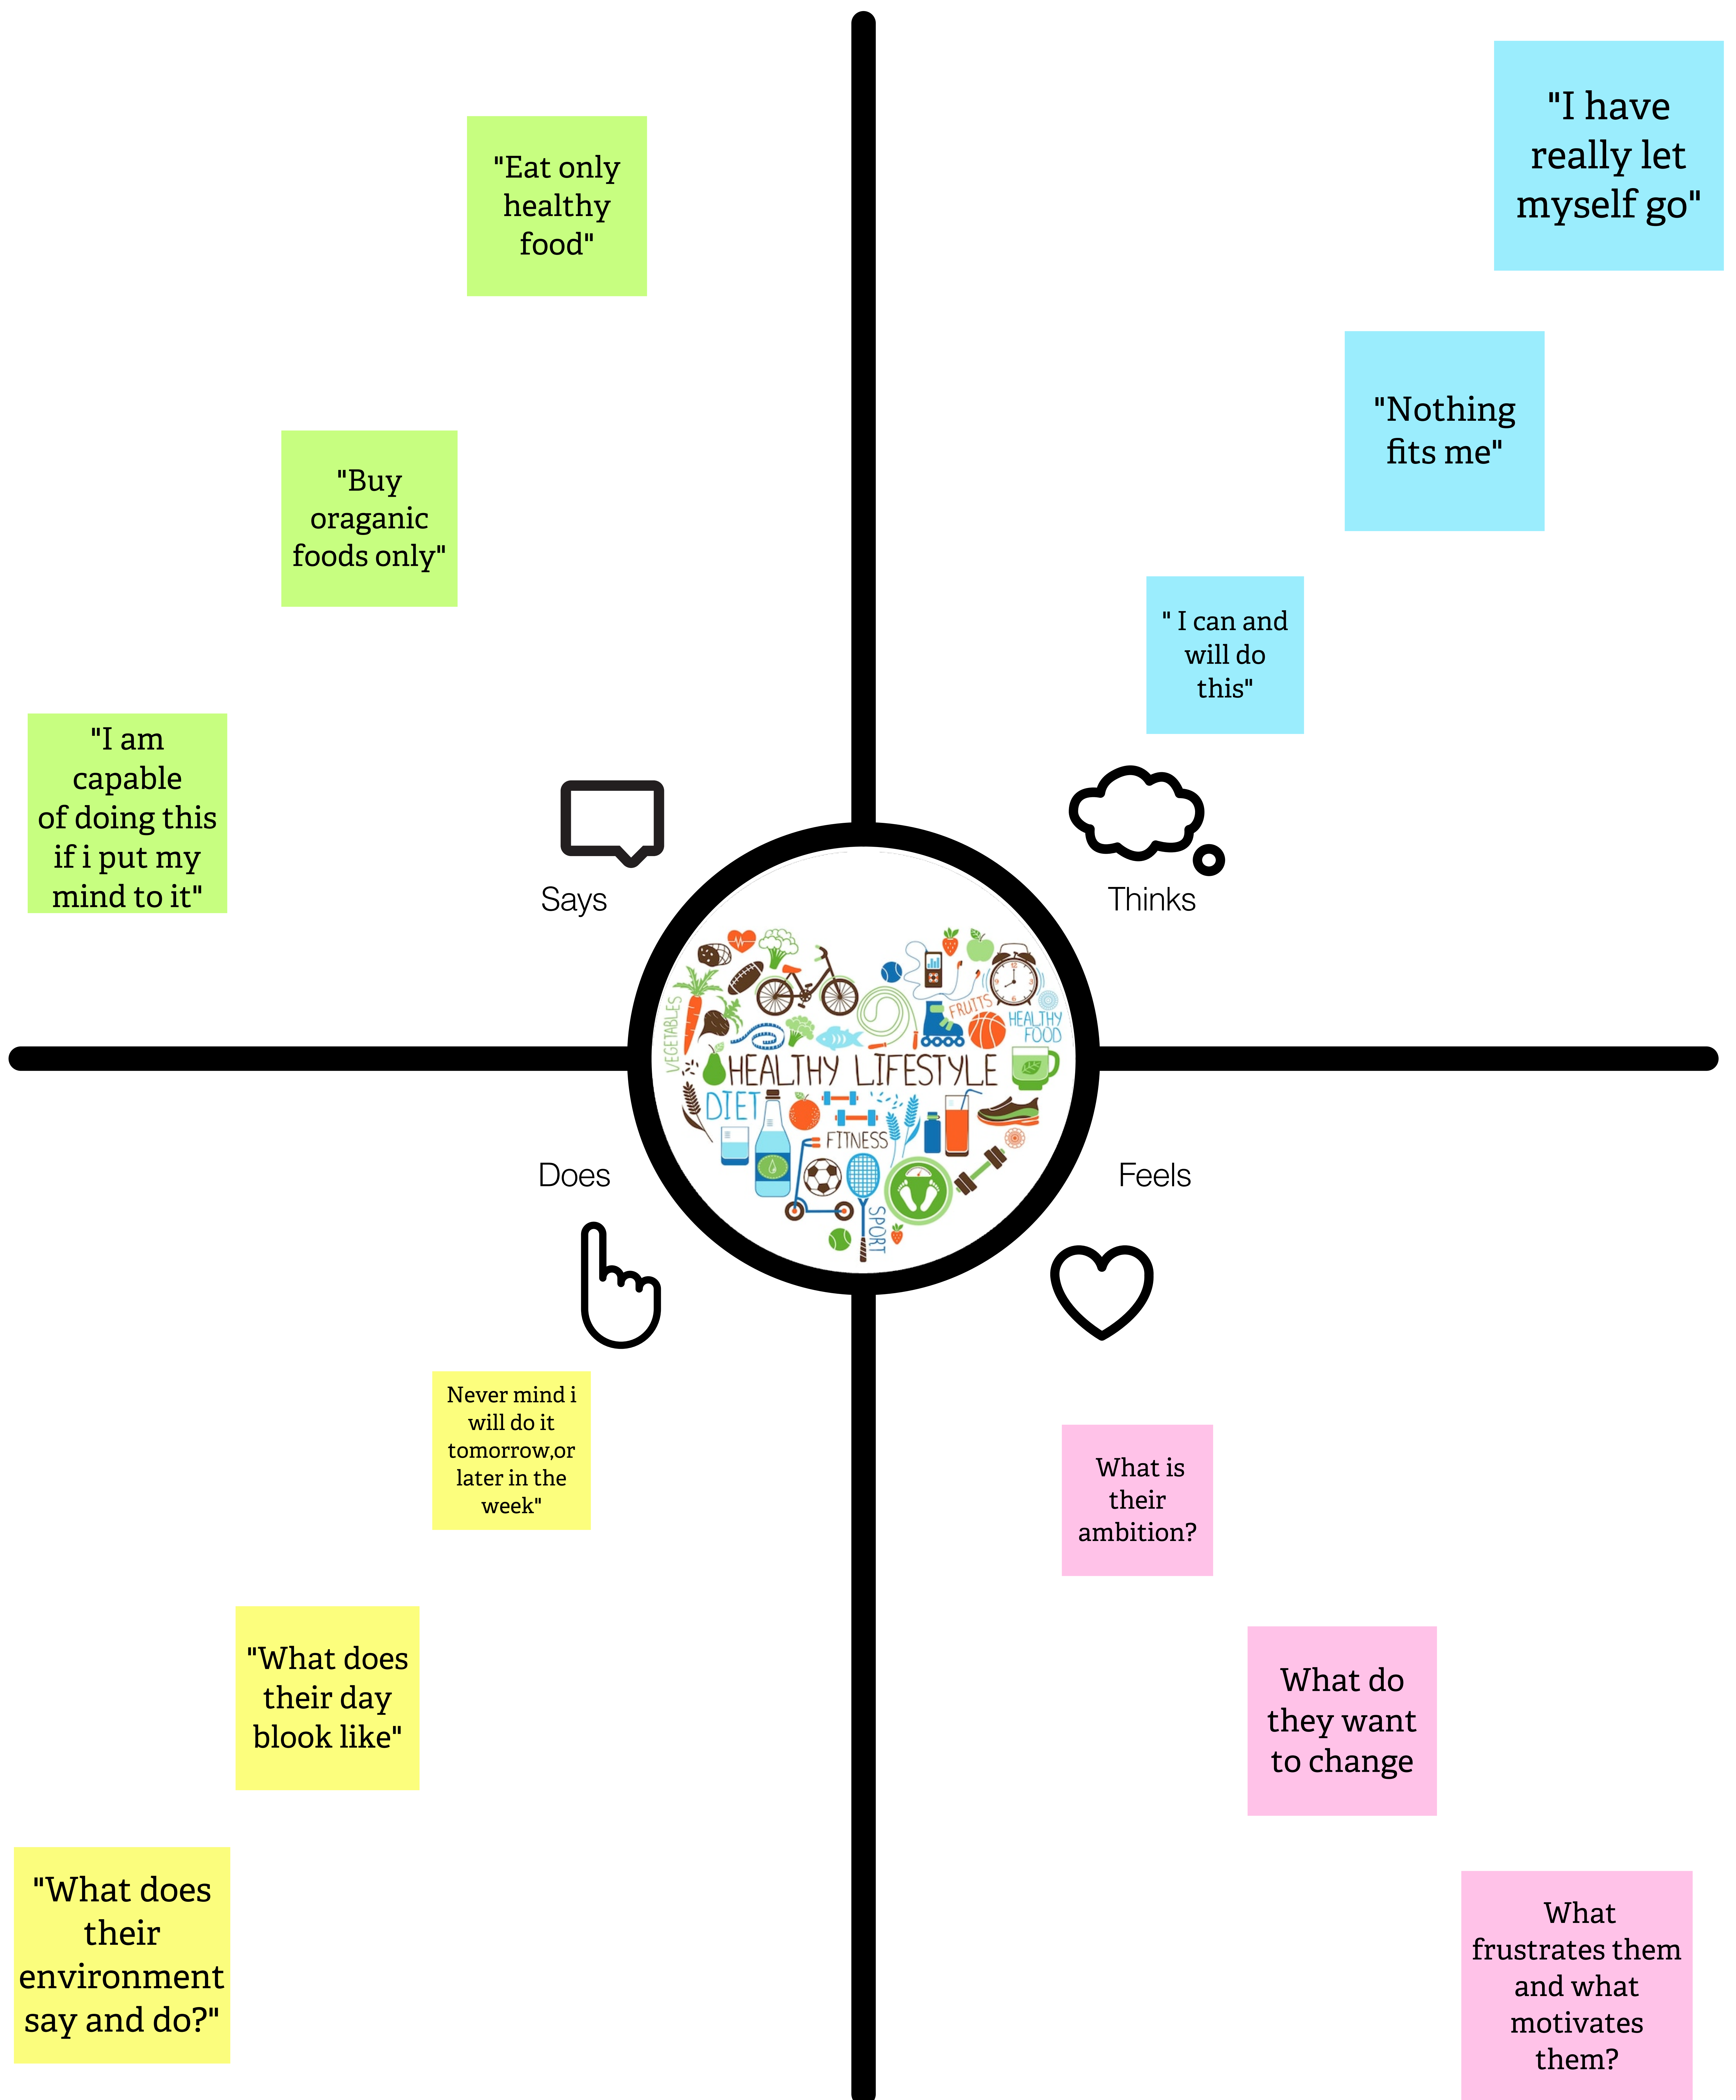 "Eat only
healthy
food"
"Buy
oraganic
foods only"
"I am
capable
of doing this
if i put my
mind to it"
Says
"I have
really let
myself go"
"Nothing
fits me"
" I can and
will do
this"
Thinks
VEGETABLES
FRUITS
HEALTHY
FOOD
HEALTHY LIFESTYLE
DIET
FITNESS
SPORT
Does
Never mind i
will do it
tomorrow,or
later in the
week"
"What does
their day
blook like"
"What does
their
environment
say and do?"
Feels
What is
their
ambition?
What do
they want
to change
What
frustrates them
and what
motivates
them?